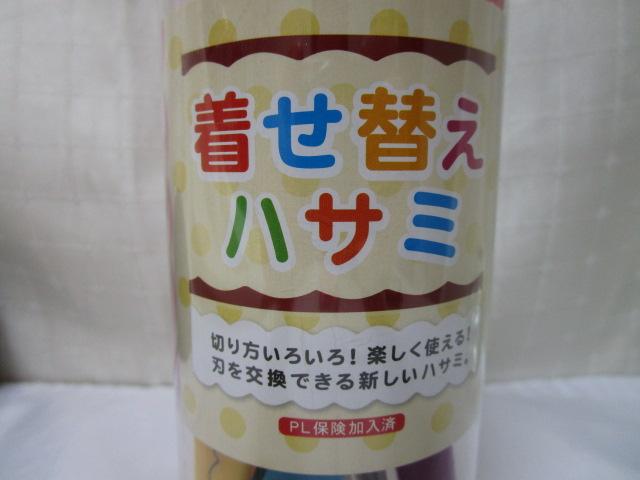 着せ替え
ハサミ
切り方いろいろ！楽しく使える！
刃を交換できる新しいハサミ。
PL保険加入済